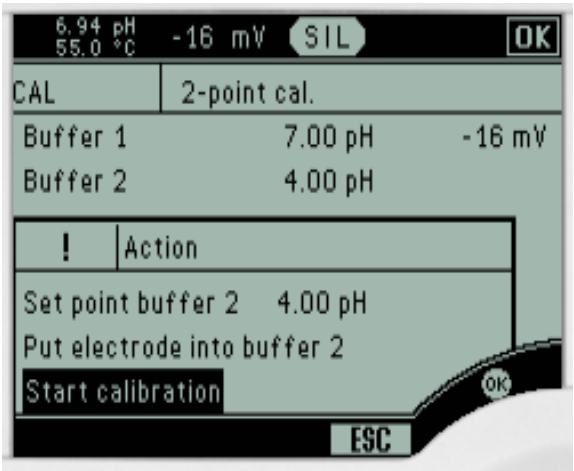 6.94 pH
55.0 °C
-16 mV
SIL
OK
CAL 2-point cal.
Buffer 1 7.00 pH -16 mV
Buffer 2 4.00 pH
! Action
Set point buffer 2 4.00 pH
Put electrode into buffer 2
Start calibration
OK
ESC